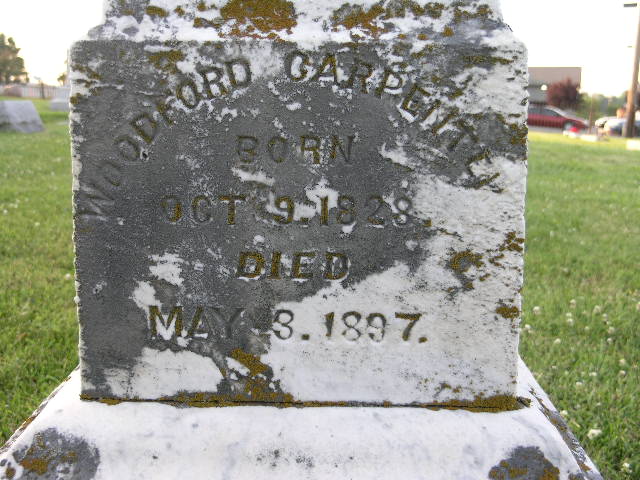 WOODFORD CARPENTER
BORN
OCT 9.1828.
DIED
MAY 3.1897.